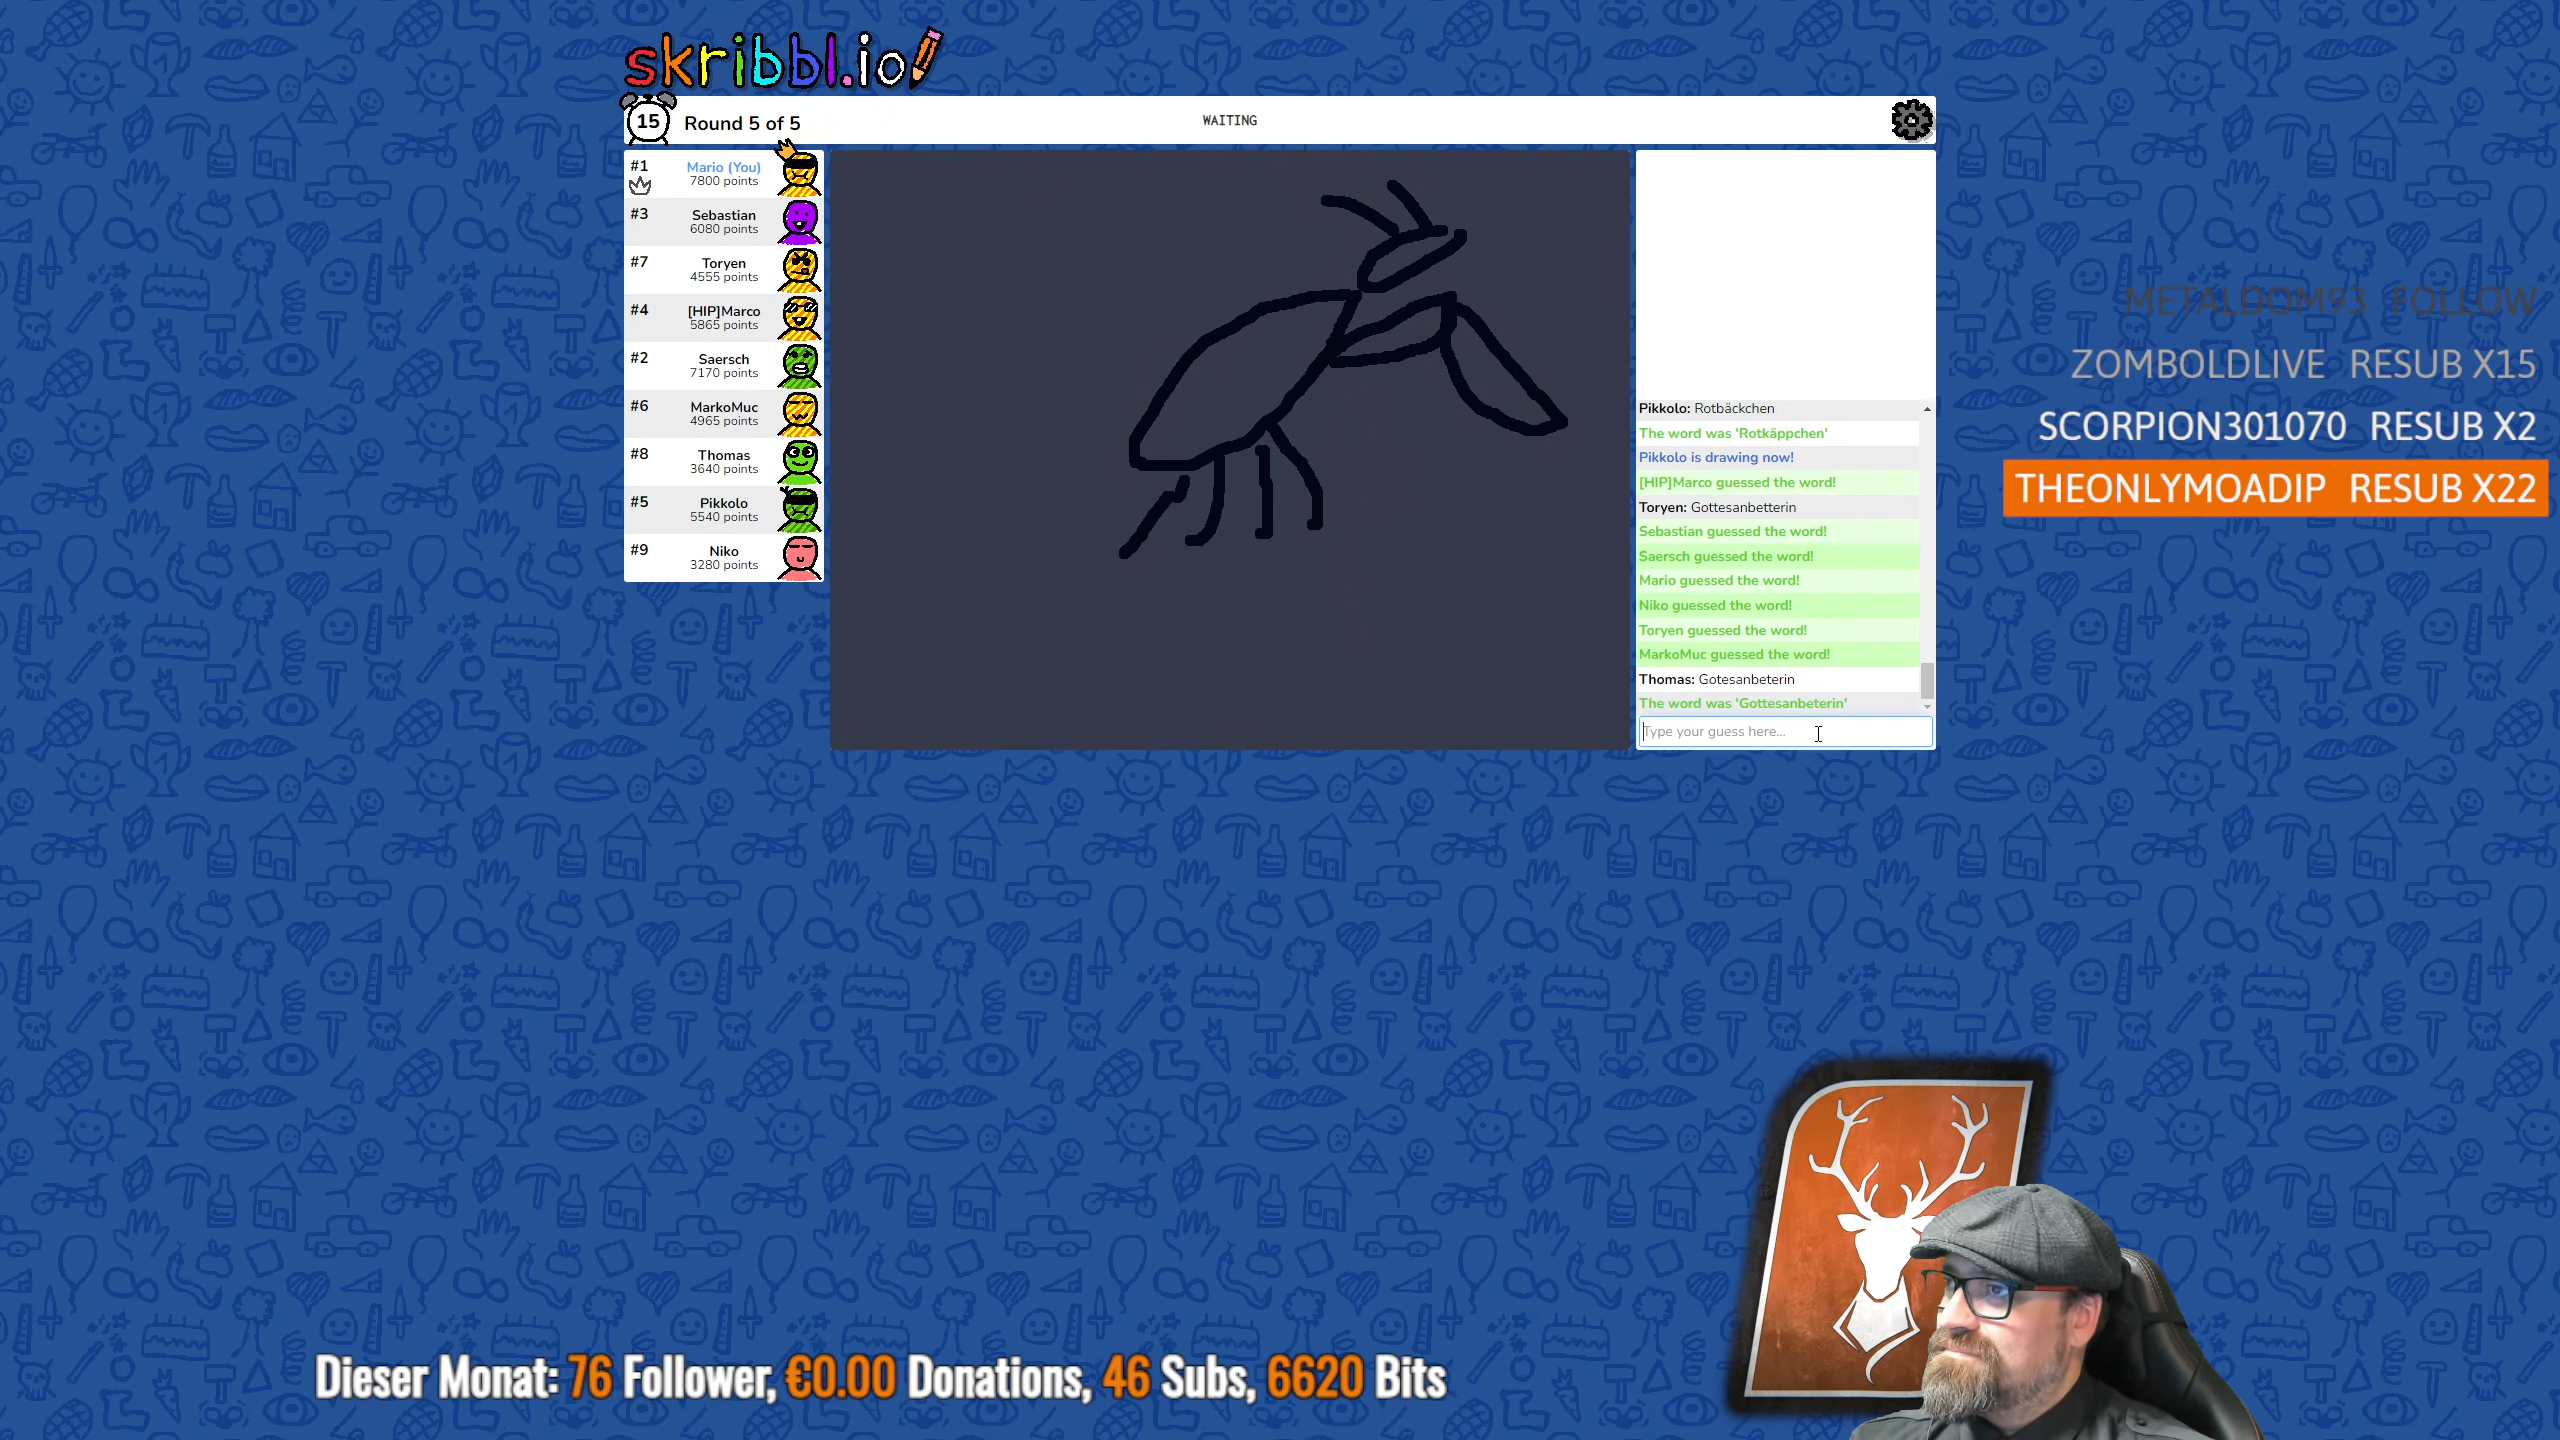 skribbl.io
15 Round 5 of 5
WAITING
#1 Mario (You)
7800 points
#3 Sebastian
6080 points
#7 Toryen
4555 points
#4 [HIP]Marco
5865 points
#2 Saersch
7170 points
#6 MarkoMuc
4965 points
#8 Thomas
3640 points
#5 Pikkolo
5540 points
#9 Niko
3280 points
Pikkolo: Rotbäckchen
The word was 'Rotkäppchen'
Pikkolo is drawing now!
[HIP]Marco guessed the word!
Toryen: Gottesanbetterin
Sebastian guessed the word!
Saersch guessed the word!
Mario guessed the word!
Niko guessed the word!
Toryen guessed the word!
MarkoMuc guessed the word!
Thomas: Gotesanbeterin
The word was 'Gottesanbeterin'
Type your guess here...
METALDOM93 FOLLOW
ZOMBOLDLIVE RESUB X15
SCORPION301070 RESUB X2
THEONLYMOADIP RESUB X22
Dieser Monat: 76 Follower, €0.00 Donations, 46 Subs, 6620 Bits